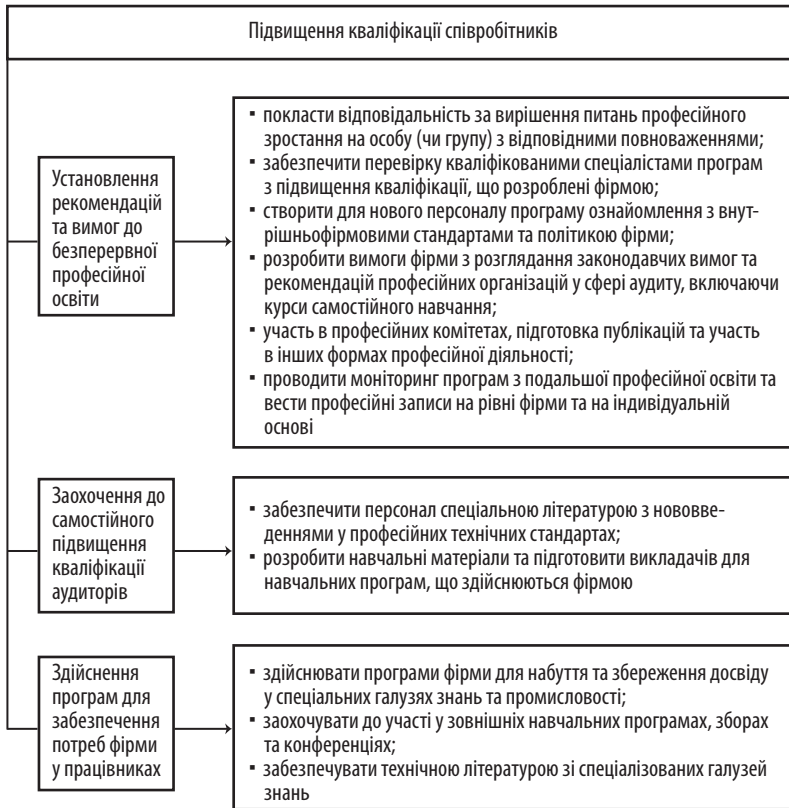 Підвищення кваліфікації співробітників
Установлення
рекомендацій
та вимог до
безперервної
професійної
освіти
▪ покласти відповідальність за вирішення питань професійного
зростання на особу (чи групу) з відповідними повноваженнями;
▪ забезпечити перевірку кваліфікованими спеціалістами програм
з підвищення кваліфікації, що розроблені фірмою;
▪ створити для нового персоналу програму ознайомлення з внут-
рішньофірмовими стандартами та політикою фірми;
▪ розробити вимоги фірми з розглядання законодавчих вимог та
рекомендацій професійних організацій у сфері аудиту, включаючи
курси самостійного навчання;
▪ участь в професійних комітетах, підготовка публікацій та участь
в інших формах професійної діяльності;
▪ проводити моніторинг програм з подальшої професійної освіти та
вести професійні записи на рівні фірми та на індивідуальній
основі
Заохочення до
самостійного
підвищення
кваліфікації
аудиторів
▪ забезпечити персонал спеціальною літературою з нововве-
деннями у професійних технічних стандартах;
▪ розробити навчальні матеріали та підготовити викладачів для
навчальних програм, що здійснюються фірмою
Здійснення
програм для
забезпечення
потреб фірми
у працівниках
▪ здійснювати програми фірми для набуття та збереження досвіду
у спеціальних галузях знань та промисловості;
▪ заохочувати до участі у зовнішніх навчальних програмах, зборах
та конференціях;
▪ забезпечувати технічною літературою зі спеціалізованих галузей
знань